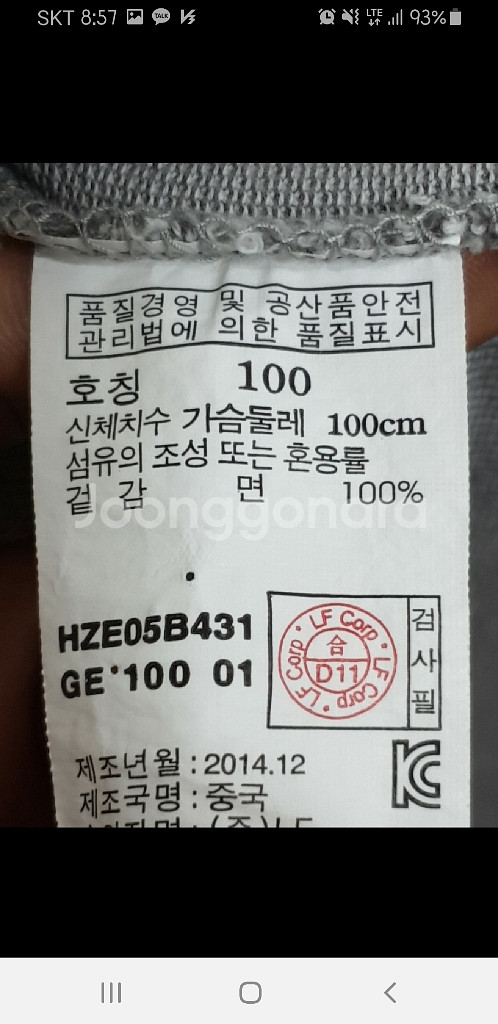 SKT 8:57
TALK
LTE
93%
품질경영 및 공산품안전
관리법에 의한 품질표시
호칭 100
신체치수 가슴둘레 100cm
섬유의 조성 또는 혼용률
겉 감 면 100%
Joonggonara
HZE05B431
GE 100 01
LF Corp · LF Corp · LF Corp ·
合
D11
검
사
필
제조년월 : 2014.12
제조국명 : 중국